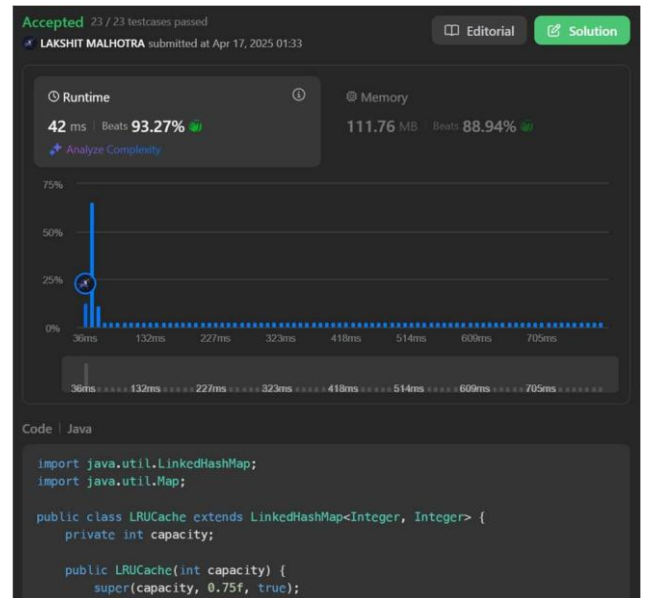 Accepted 23 / 23 testcases passed
LAKSHIT MALHOTRA submitted at Apr 17, 2025 01:33
Editorial
Solution
Runtime
42 ms Beats 93.27%
Analyze Complexity
Memory
111.76 MB Beats 88.94%
75%
50%
25%
0%
36ms 132ms 227ms 323ms 418ms 514ms 609ms 705ms
36ms 132ms 227ms 323ms 418ms 514ms 609ms 705ms
Code | Java
import java.util.LinkedHashMap;
import java.util.Map;
public class LRUCache extends LinkedHashMap<Integer, Integer> {
private int capacity;
public LRUCache(int capacity) {
super(capacity, 0.75f, true);